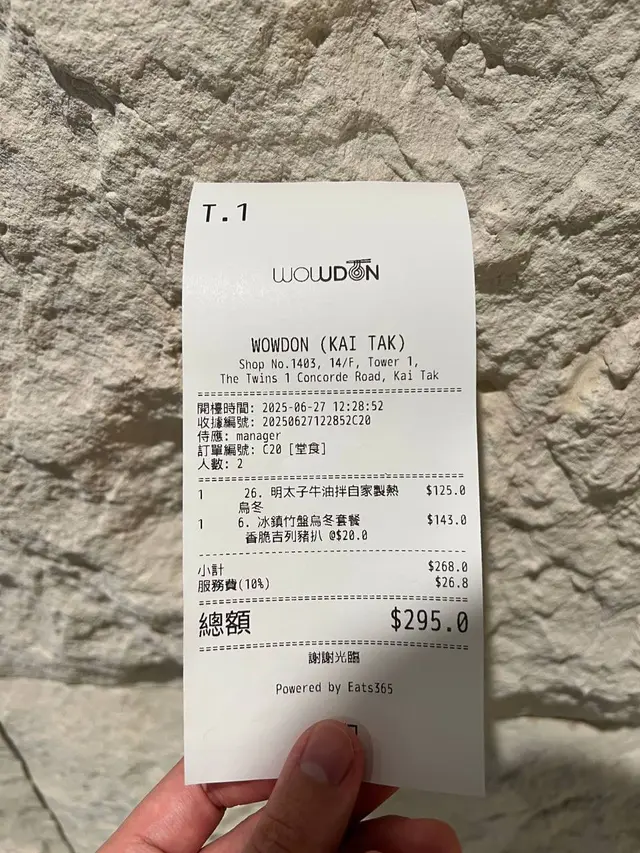 T.1
WOWDON
WOWDON (KAI TAK)
Shop No.1403, 14/F, Tower 1,
The Twins 1 Concorde Road, Kai Tak
開檯時間: 2025-06-27 12:28:52
收據編號: 20250627122852C20
侍應: manager
訂單編號: C20 [堂食]
人數: 2
1 26. 明太子牛油拌自家製熱 $125.0
烏冬
1 6. 冰鎮竹盤烏冬套餐 $143.0
香脆吉列豬扒 @$20.0
小計 $268.0
服務費(10%) $26.8
總額 $295.0
謝謝光臨
Powered by Eats365